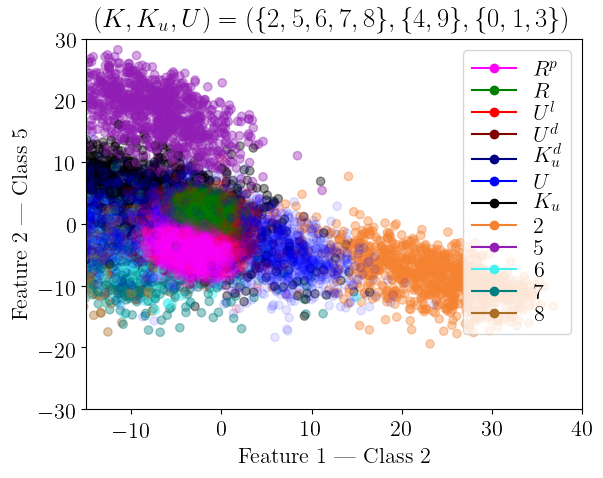 (K, K_u, U) = ({2, 5, 6, 7, 8}, {4, 9}, {0, 1, 3})
30
20
10
0
−10
−20
−30
Feature 2 — Class 5
R^p
R
U^l
U^d
K_u^d
U
K_u
2
5
6
7
8
−10
0
10
20
30
40
Feature 1 — Class 2